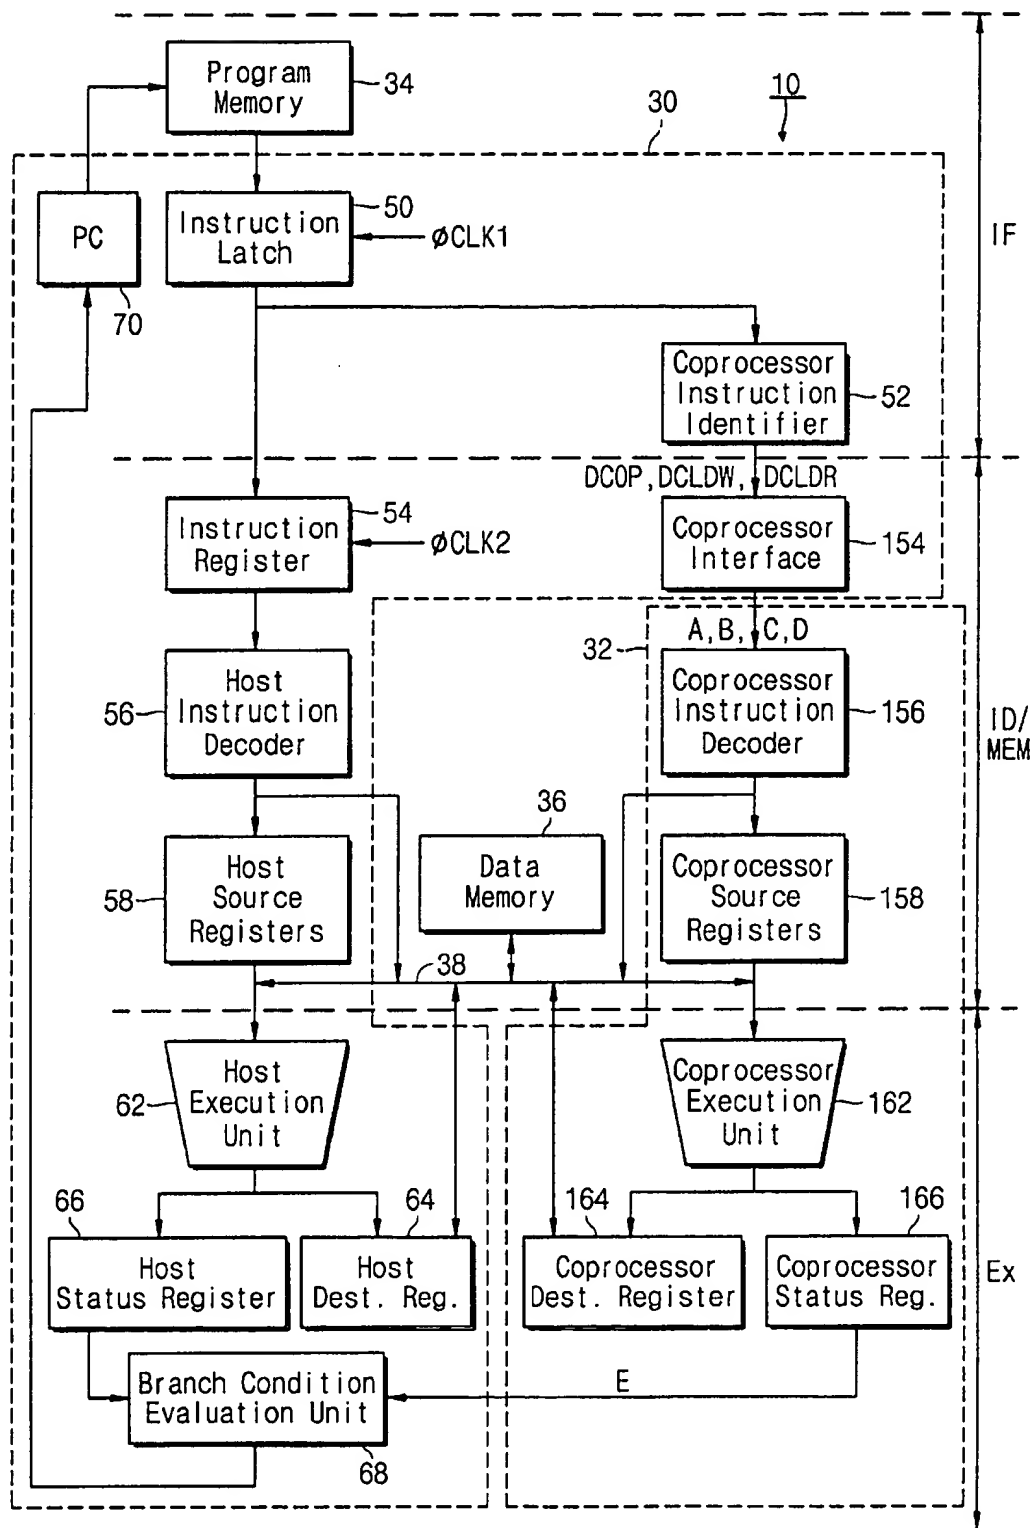 Program
Memory
34
10
30
PC
70
Instruction
Latch
50
øCLK1
IF
Coprocessor
Instruction
Identifier
52
DCOP, DCLDW, DCLDR
Instruction
Register
54
øCLK2
Coprocessor
Interface
154
A, B, C, D
32
Host
Instruction
Decoder
56
Coprocessor
Instruction
Decoder
156
ID/
MEM
36
Host
Source
Registers
58
Data
Memory
Coprocessor
Source
Registers
158
38
Host
Execution
Unit
62
Coprocessor
Execution
Unit
162
66
64
164
166
Host
Status Register
Host
Dest. Reg.
Coprocessor
Dest. Register
Coprocessor
Status Reg.
Ex
Branch Condition
Evaluation Unit
E
68